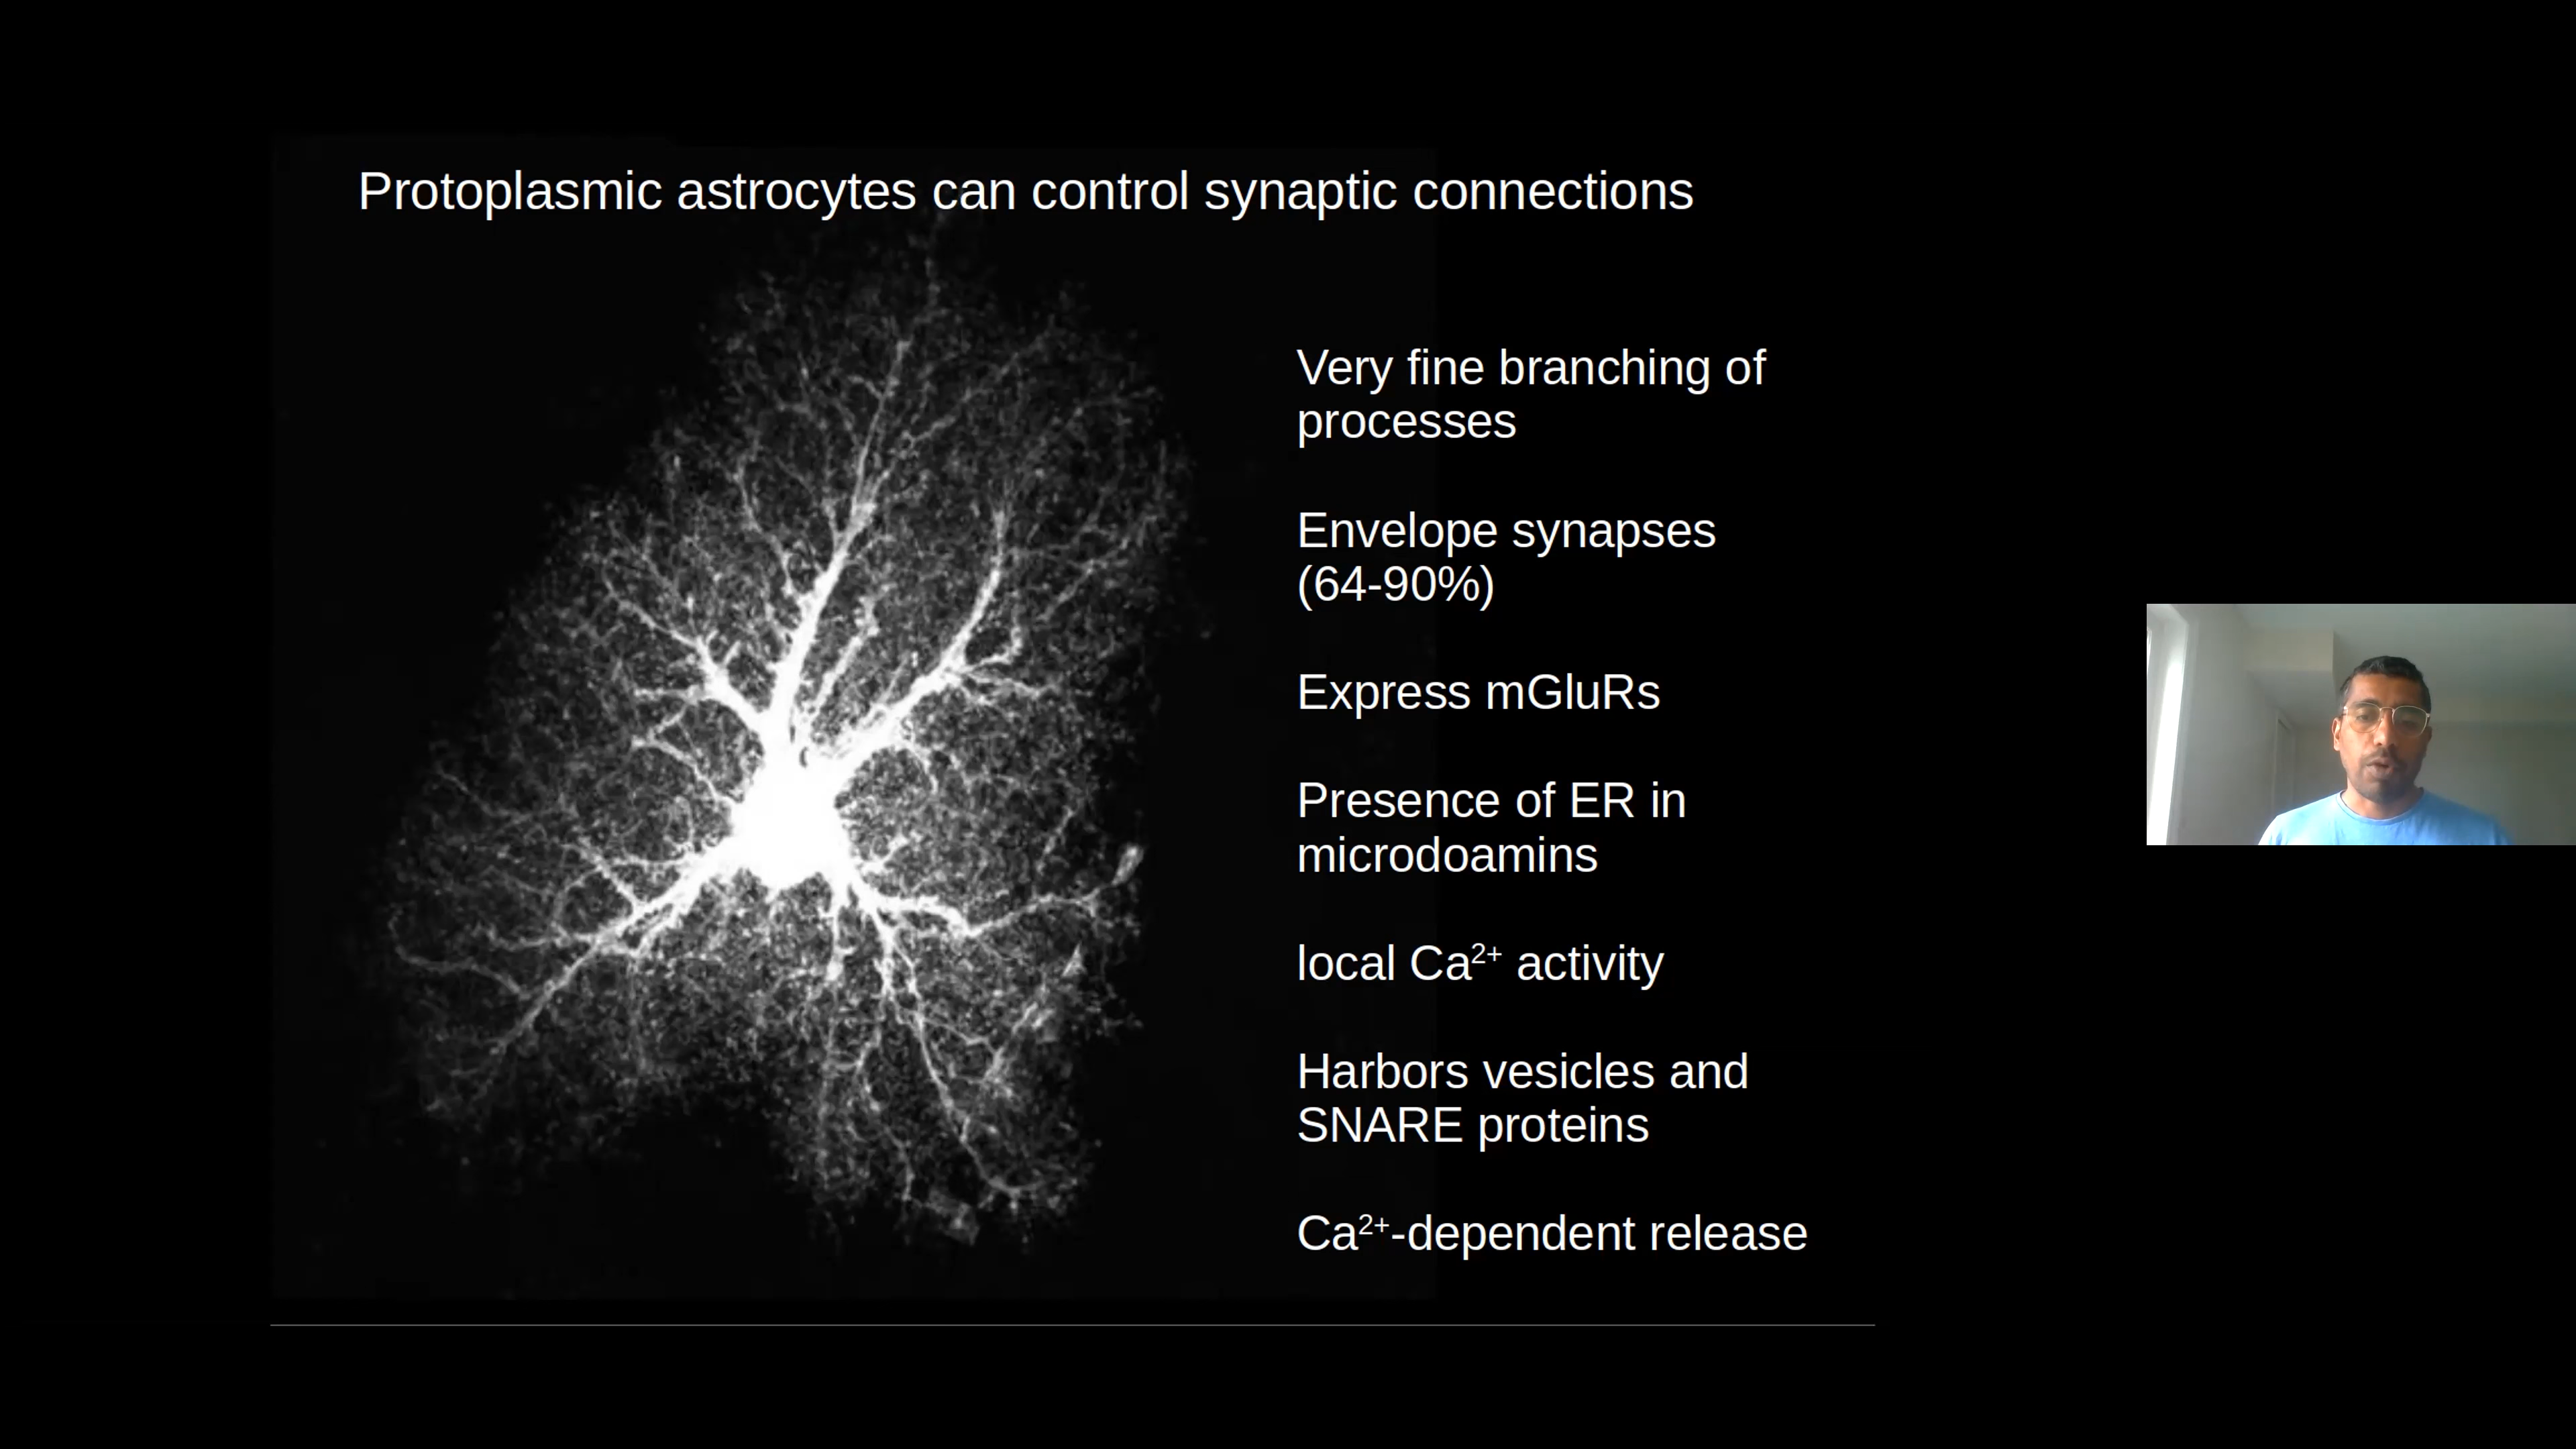 Protoplasmic astrocytes can control synaptic connections
Very fine branching of
processes
Envelope synapses
(64-90%)
Express mGluRs
Presence of ER in
microdoamins
local Ca²⁺ activity
Harbors vesicles and
SNARE proteins
Ca²⁺-dependent release